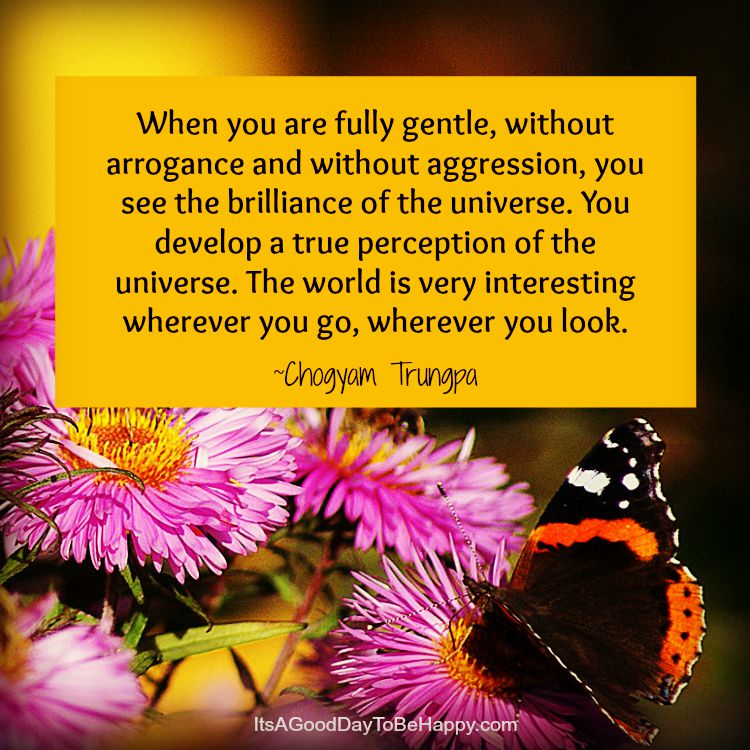 When you are fully gentle, without
arrogance and without aggression, you
see the brilliance of the universe. You
develop a true perception of the
universe. The world is very interesting
wherever you go, wherever you look.
~Chogyam Trungpa
ItsAGoodDayToBeHappy.com